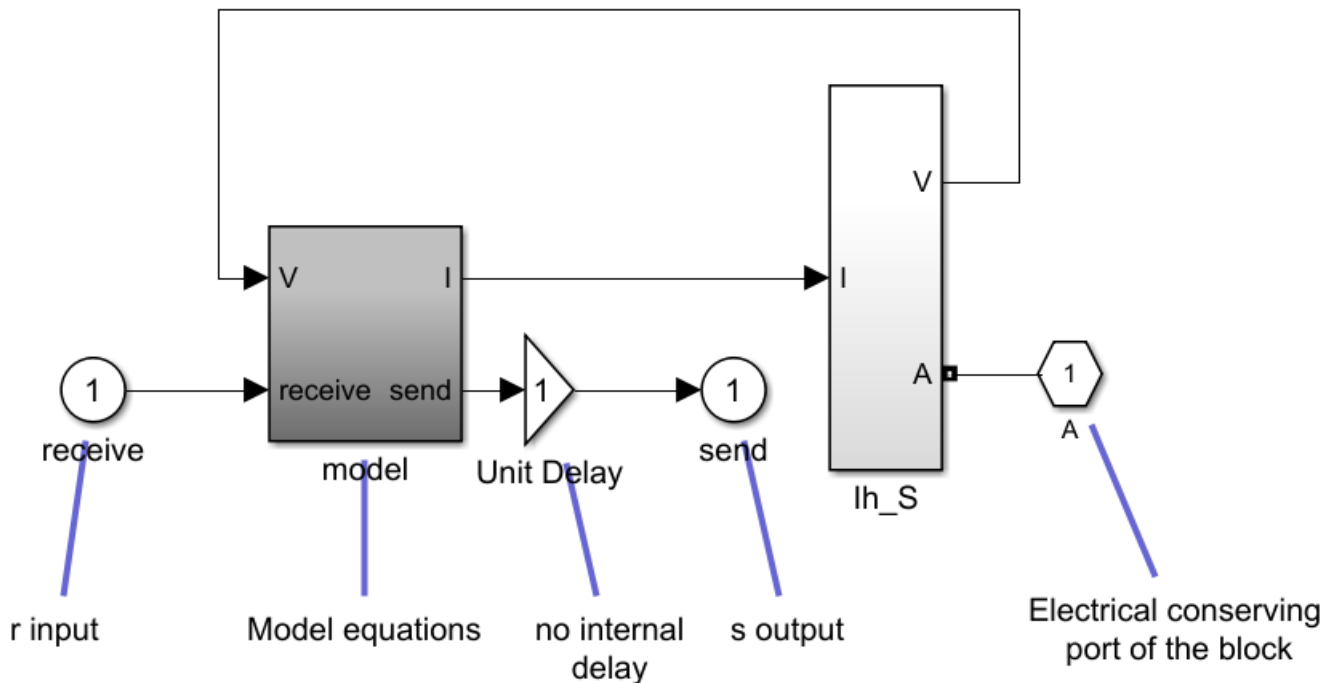 V
V I
I
receive send
A
1
1
1
1
receive
model
Unit Delay
send
A
Ih_S
r input
Model equations
no internal
delay
s output
Electrical conserving
port of the block